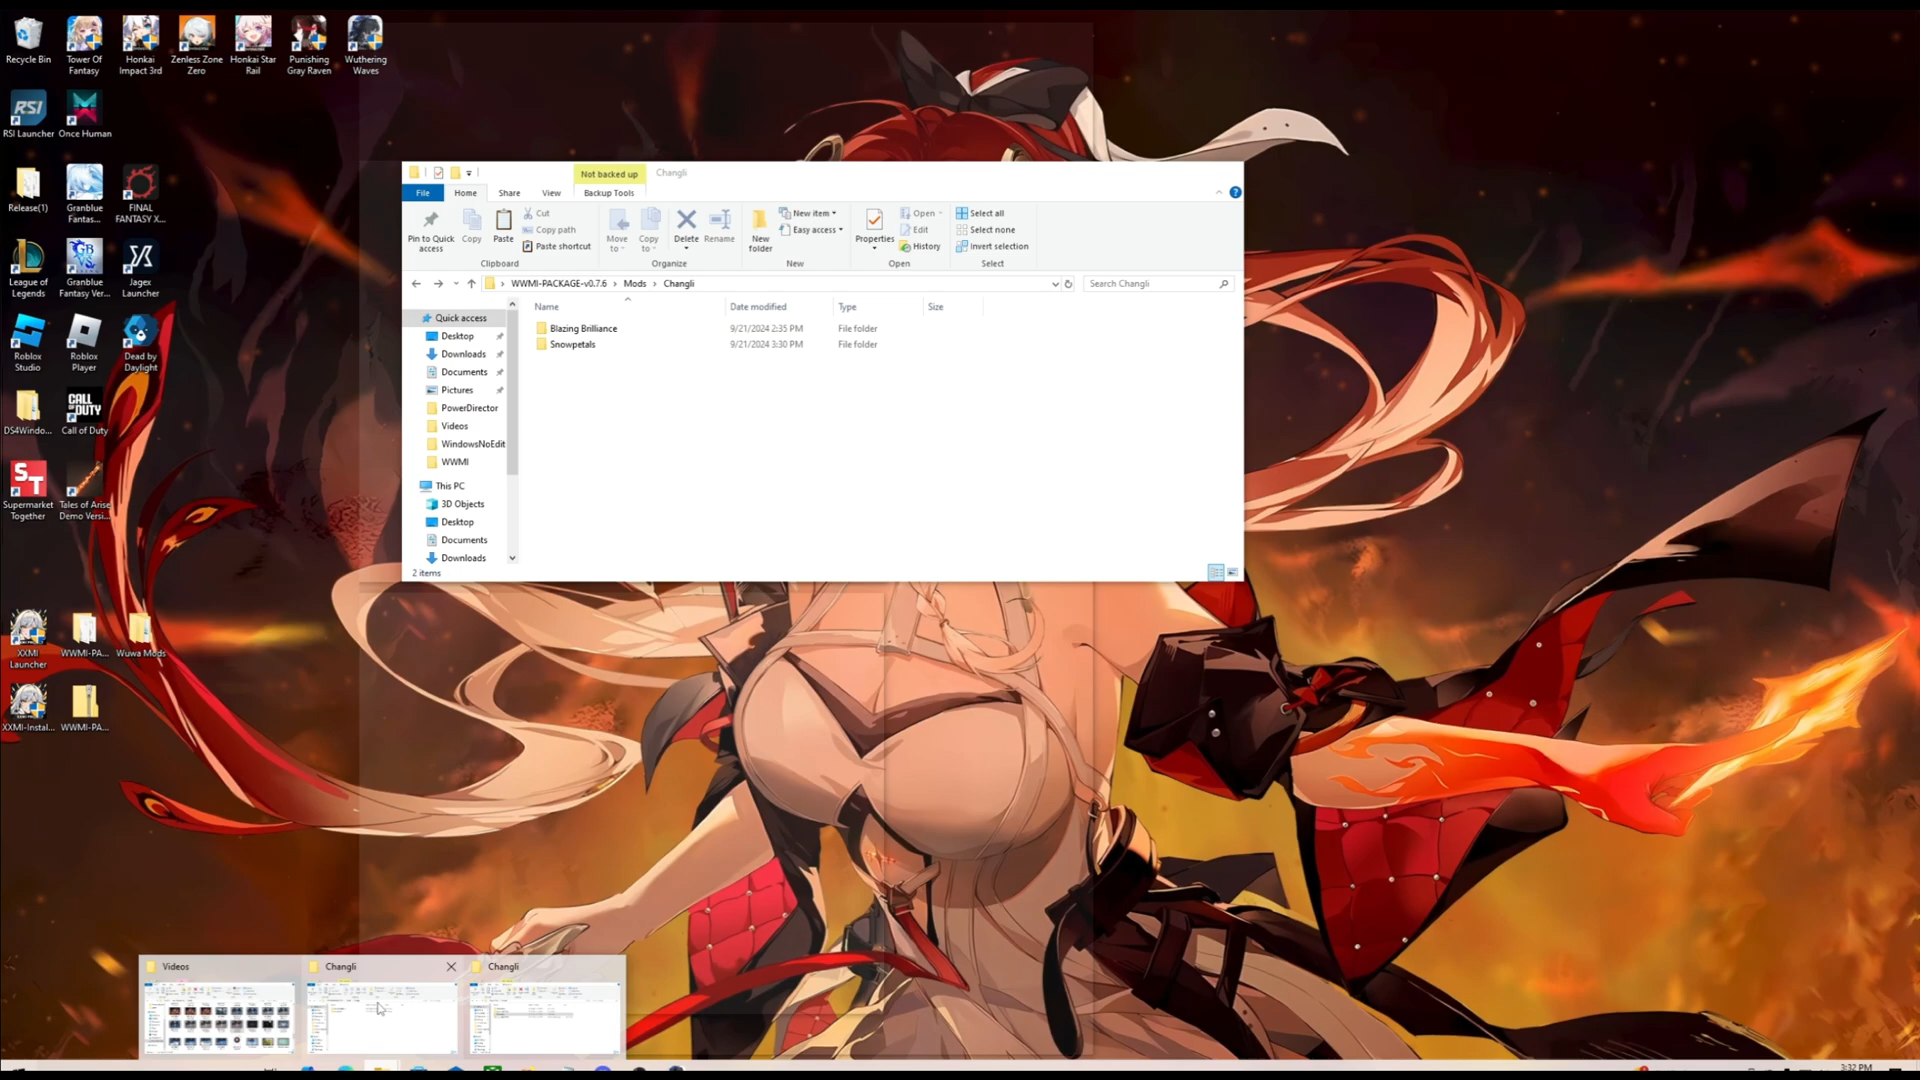 Recycle Bin
Tower Of
Fantasy
Honkai
Impact 3rd
Zenless Zone
Zero
Honkai Star
Rail
Punishing
Gray Raven
Wuthering
Waves
RSI
RSI Launcher
Once Human
Release(1)
Granblue
Fantas...
FINAL
FANTASY X...
League of
Legends
Granblue
Fantasy Ver...
Jagex
Launcher
Roblox
Studio
Roblox
Player
Dead by
Daylight
DS4Windo...
CALL
OF DUTY
Call of Duty
ST
Supermarket
Together
Tales of Arise
Demo Versi...
XXMI
Launcher
WWMI-PA...
Wuwa Mods
XXMI-Instal...
WWMI-PA...
Not backed up
Changli
File
Home
Share
View
Backup Tools
Pin to Quick
access
Copy
Paste
Cut
Copy path
Paste shortcut
Clipboard
Move
to
Copy
to
Delete
Rename
Organize
New
folder
New item
Easy access
New
Properties
Open
Edit
History
Open
Select all
Select none
Invert selection
Select
WWMI-PACKAGE-v0.7.6 › Mods › Changli
Search Changli
Name
Date modified
Type
Size
Blazing Brilliance
9/21/2024 2:35 PM
File folder
Snowpetals
9/21/2024 3:30 PM
File folder
Quick access
Desktop
Downloads
Documents
Pictures
PowerDirector
Videos
WindowsNoEdit
WWMI
This PC
3D Objects
Desktop
Documents
Downloads
2 items
Videos
Changli
Changli
3:32 PM